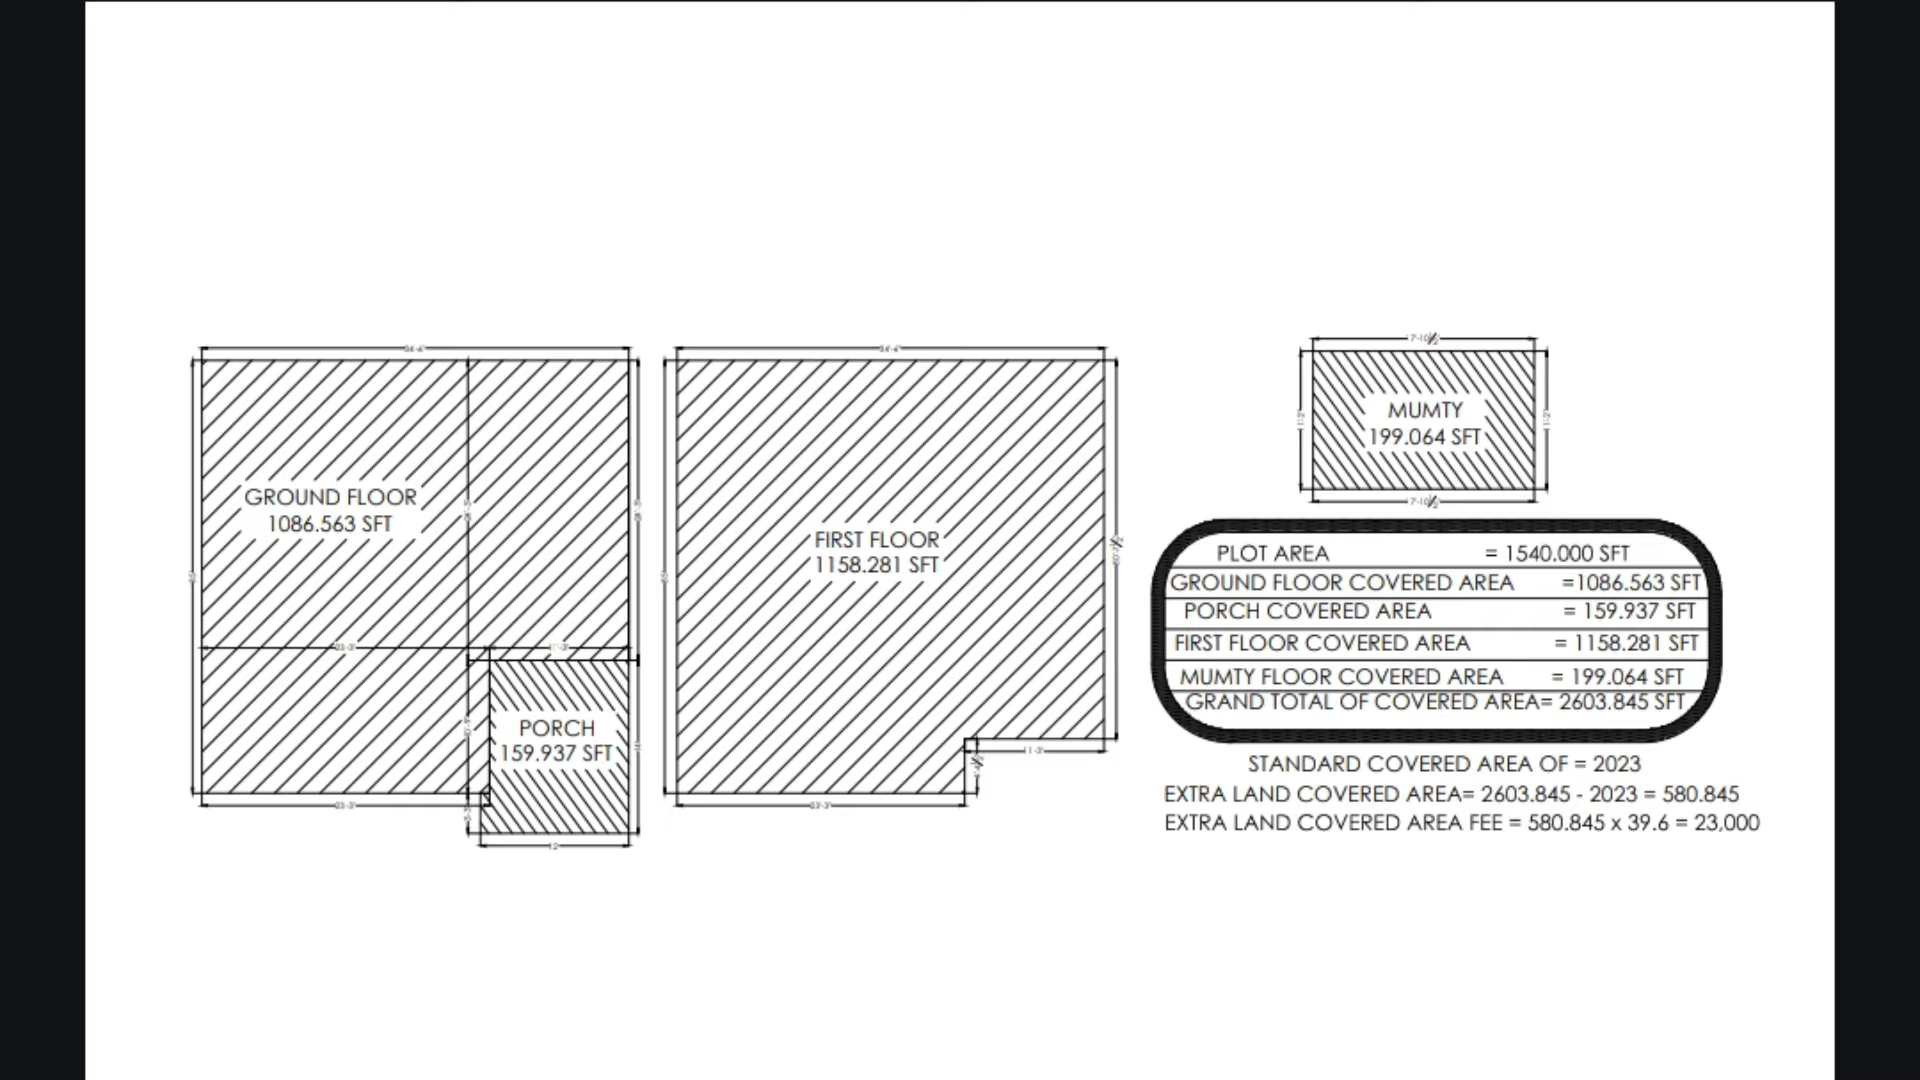 GROUND FLOOR
1086.563 SFT
PORCH
159.937 SFT
FIRST FLOOR
1158.281 SFT
MUMTY
199.064 SFT
PLOT AREA = 1540.000 SFT
GROUND FLOOR COVERED AREA =1086.563 SFT
PORCH COVERED AREA = 159.937 SFT
FIRST FLOOR COVERED AREA = 1158.281 SFT
MUMTY FLOOR COVERED AREA = 199.064 SFT
GRAND TOTAL OF COVERED AREA= 2603.845 SFT
STANDARD COVERED AREA OF = 2023
EXTRA LAND COVERED AREA= 2603.845 - 2023 = 580.845
EXTRA LAND COVERED AREA FEE = 580.845 x 39.6 = 23,000